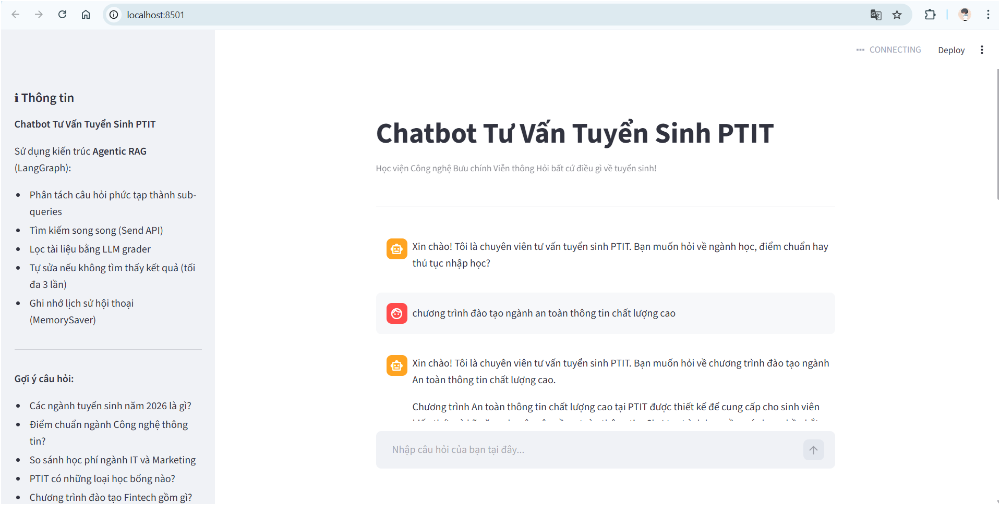 localhost:8501
CONNECTING
Deploy
Thông tin
Chatbot Tư Vấn Tuyển Sinh PTIT
Sử dụng kiến trúc Agentic RAG
(LangGraph):
Phân tách câu hỏi phức tạp thành sub-
queries
Tìm kiếm song song (Send API)
Lọc tài liệu bằng LLM grader
Tự sửa nếu không tìm thấy kết quả (tối
đa 3 lần)
Ghi nhớ lịch sử hội thoại
(MemorySaver)
Gợi ý câu hỏi:
Các ngành tuyển sinh năm 2026 là gì?
Điểm chuẩn ngành Công nghệ thông
tin?
So sánh học phí ngành IT và Marketing
PTIT có những loại học bổng nào?
Chương trình đào tạo Fintech gồm gì?
Chatbot Tư Vấn Tuyển Sinh PTIT
Học viện Công nghệ Bưu chính Viễn thông Hỏi bất cứ điều gì về tuyển sinh!
Xin chào! Tôi là chuyên viên tư vấn tuyển sinh PTIT. Bạn muốn hỏi về ngành học, điểm chuẩn hay
thủ tục nhập học?
chương trình đào tạo ngành an toàn thông tin chất lượng cao
Xin chào! Tôi là chuyên viên tư vấn tuyển sinh PTIT. Bạn muốn hỏi về chương trình đào tạo ngành
An toàn thông tin chất lượng cao.
Chương trình An toàn thông tin chất lượng cao tại PTIT được thiết kế để cung cấp cho sinh viên
Nhập câu hỏi của bạn tại đây...